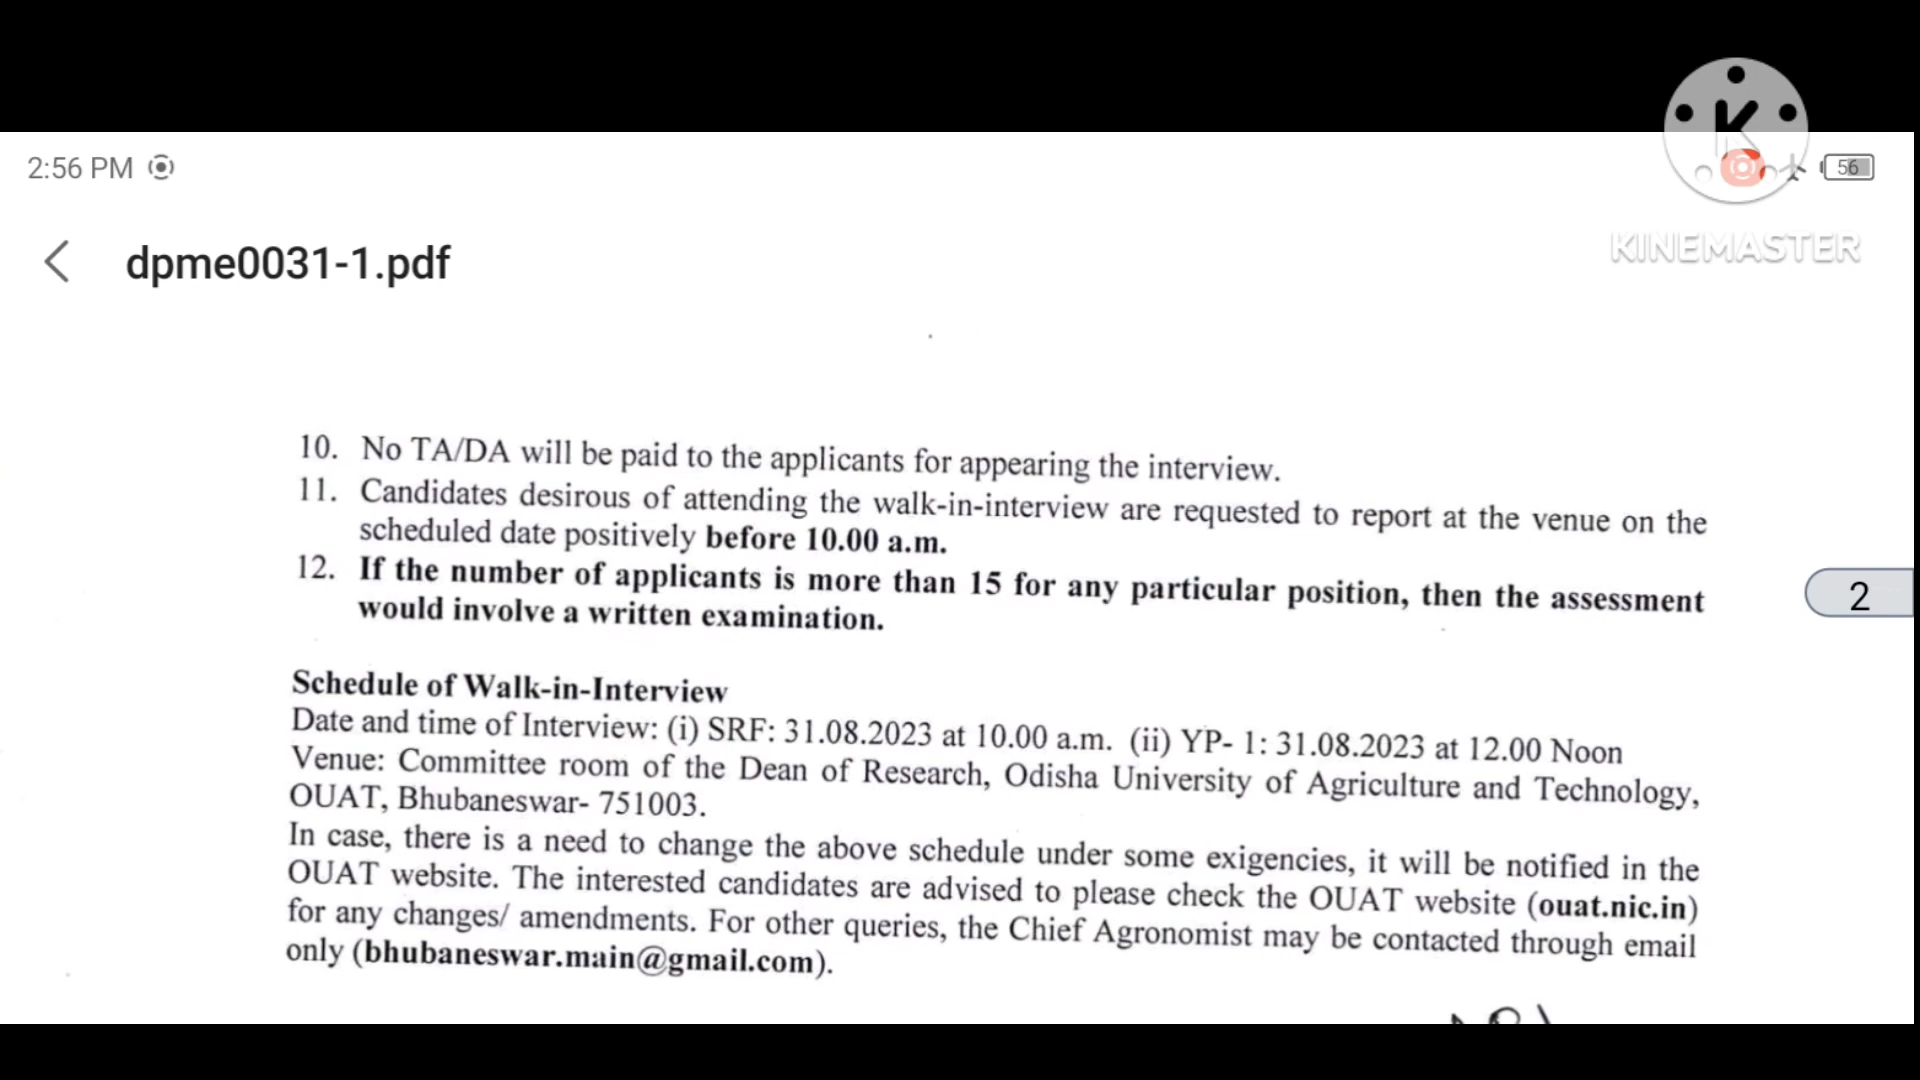 2:56 PM
56
KINEMASTER
dpme0031-1.pdf
10. No TA/DA will be paid to the applicants for appearing the interview.
11. Candidates desirous of attending the walk-in-interview are requested to report at the venue on the
scheduled date positively before 10.00 a.m.
12. If the number of applicants is more than 15 for any particular position, then the assessment
would involve a written examination.
2
Schedule of Walk-in-Interview
Date and time of Interview: (i) SRF: 31.08.2023 at 10.00 a.m. (ii) YP- 1: 31.08.2023 at 12.00 Noon
Venue: Committee room of the Dean of Research, Odisha University of Agriculture and Technology,
OUAT, Bhubaneswar- 751003.
In case, there is a need to change the above schedule under some exigencies, it will be notified in the
OUAT website. The interested candidates are advised to please check the OUAT website (ouat.nic.in)
for any changes/ amendments. For other queries, the Chief Agronomist may be contacted through email
only (bhubaneswar.main@gmail.com).